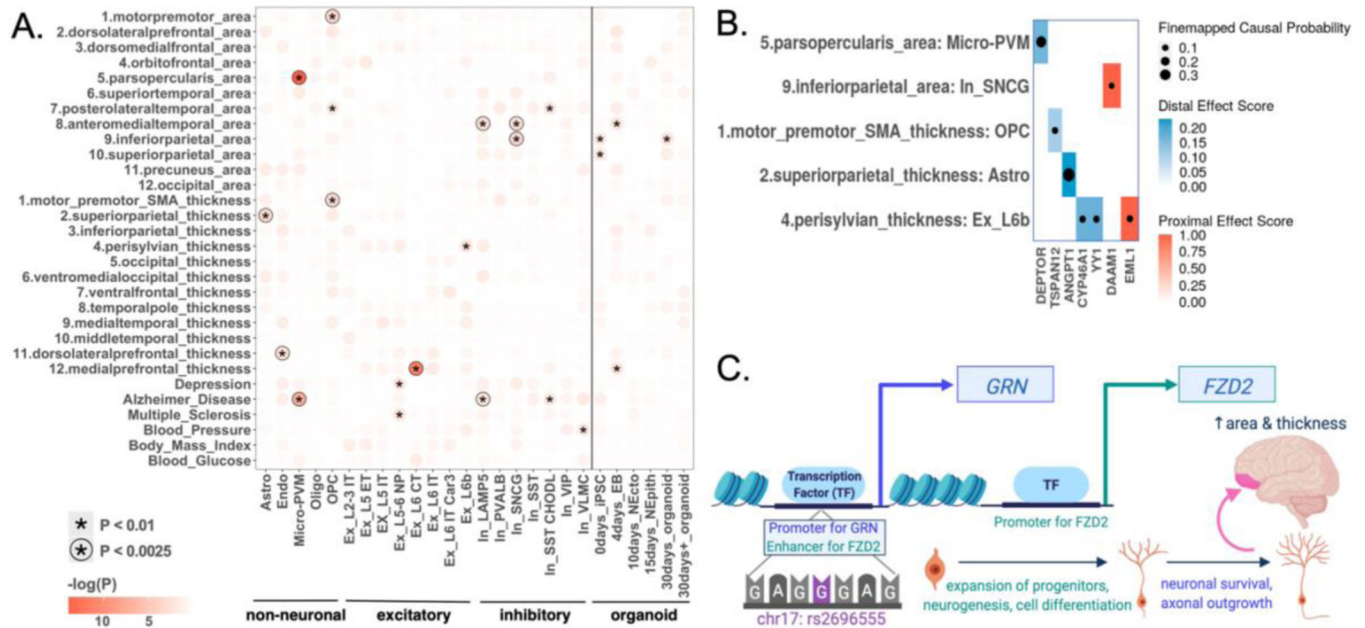 A.
1.motorpremotor_area
2.dorsolateralprefrontal_area
3.dorsomedialfrontal_area
4.orbitofrontal_area
5.parsopercularis_area
6.superiortemporal_area
7.posterolateraltemporal_area
8.anteromedialtemporal_area
9.inferiorparietal_area
10.superiorparietal_area
11.precuneus_area
12.occipital_area
1.motor_premotor_SMA_thickness
2.superiorparietal_thickness
3.inferiorparietal_thickness
4.perisylvian_thickness
5.occipital_thickness
6.ventromedialoccipital_thickness
7.ventralfrontal_thickness
8.temporalpole_thickness
9.medialtemporal_thickness
10.middletemporal_thickness
11.dorsolateralprefrontal_thickness
12.medialprefrontal_thickness
Depression
Alzheimer_Disease
Multiple_Sclerosis
Blood_Pressure
Body_Mass_Index
Blood_Glucose
Astro
Endo
Micro-PVM
Oligo
OPC
Ex_L2-3 IT
Ex_L5 ET
Ex_L5 IT
Ex_L5-6 NP
Ex_L6 CT
Ex_L6 IT
Ex_L6 IT Car3
Ex_L6b
In_LAMP5
In_PVALB
In_SNCG
In_SST
In_SST CHODL
In_VIP
In_VLMC
0days_iPSC
4days_EB
10days_NEcto
15days_NEpith
30days_organoid
30days+_organoid
non-neuronal
excitatory
inhibitory
organoid
* P < 0.01
* P < 0.0025
-log(P)
10 5
B.
5.parsopercularis_area: Micro-PVM
9.inferiorparietal_area: In_SNCG
1.motor_premotor_SMA_thickness: OPC
2.superiorparietal_thickness: Astro
4.perisylvian_thickness: Ex_L6b
DEPTOR
TSPAN12
ANGPT1
CYP46A1
YY1
DAAM1
EML1
Finemapped Causal Probability
0.1
0.2
0.3
Distal Effect Score
0.20
0.15
0.10
0.05
0.00
Proximal Effect Score
1.00
0.75
0.50
0.25
0.00
C.
GRN
FZD2
↑ area & thickness
Transcription
Factor (TF)
TF
Promoter for GRN
Enhancer for FZD2
Promoter for FZD2
G A G G G A G
chr17: rs2696555
expansion of progenitors,
neurogenesis, cell differentiation
neuronal survival,
axonal outgrowth